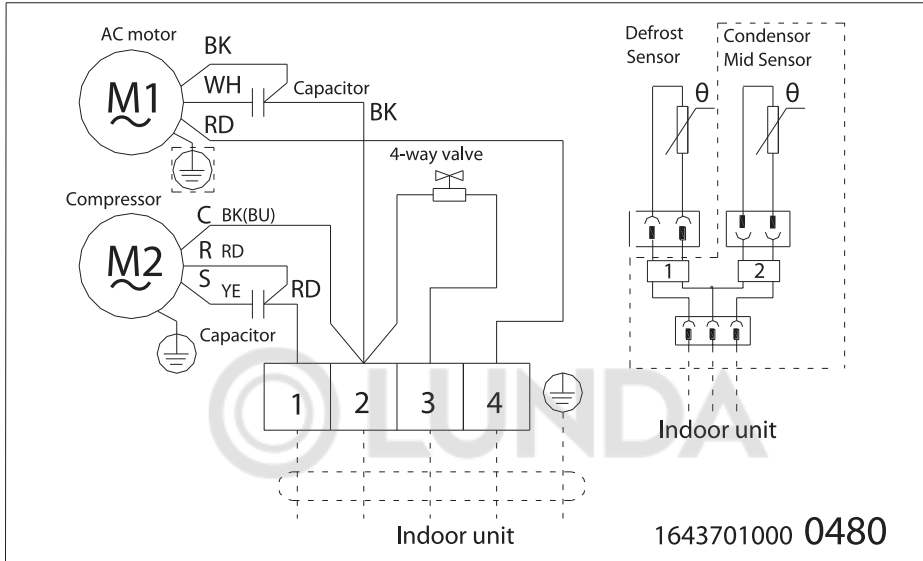 AC motor
BK
M1
WH
Capacitor
BK
RD
4-way valve
Compressor
C BK(BU)
R RD
M2
S YE
RD
Capacitor
1 2 3 4
LUNDA
Indoor unit
Defrost
Sensor
Condensor
Mid Sensor
θ
θ
1
2
Indoor unit
1643701000 0480